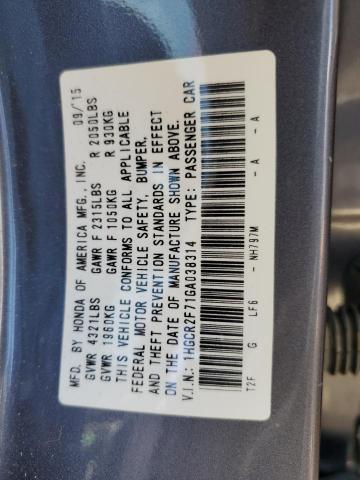 MFD. BY HONDA OF AMERICA MFG., INC. 09/'15
GVWR 4321LBS GAWR F 2315LBS R 2050LBS
GVWR 1960KG GAWR F 1050KG R 930KG
THIS VEHICLE CONFORMS TO ALL APPLICABLE
FEDERAL MOTOR VEHICLE SAFETY, BUMPER,
AND THEFT PREVENTION STANDARDS IN EFFECT
ON THE DATE OF MANUFACTURE SHOWN ABOVE.
V.I.N.: 1HGCR2F71GA038314 TYPE: PASSENGER CAR
T2F G LF6 - NH797M - A - A